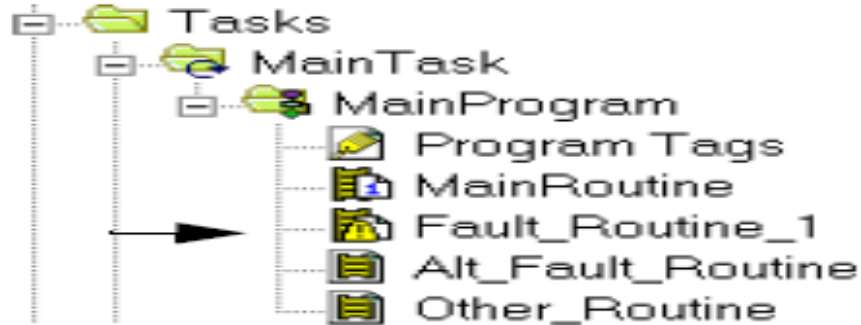 Tasks
MainTask
MainProgram
Program Tags
MainRoutine
Fault_Routine_1
Alt_Fault_Routine
Other_Routine